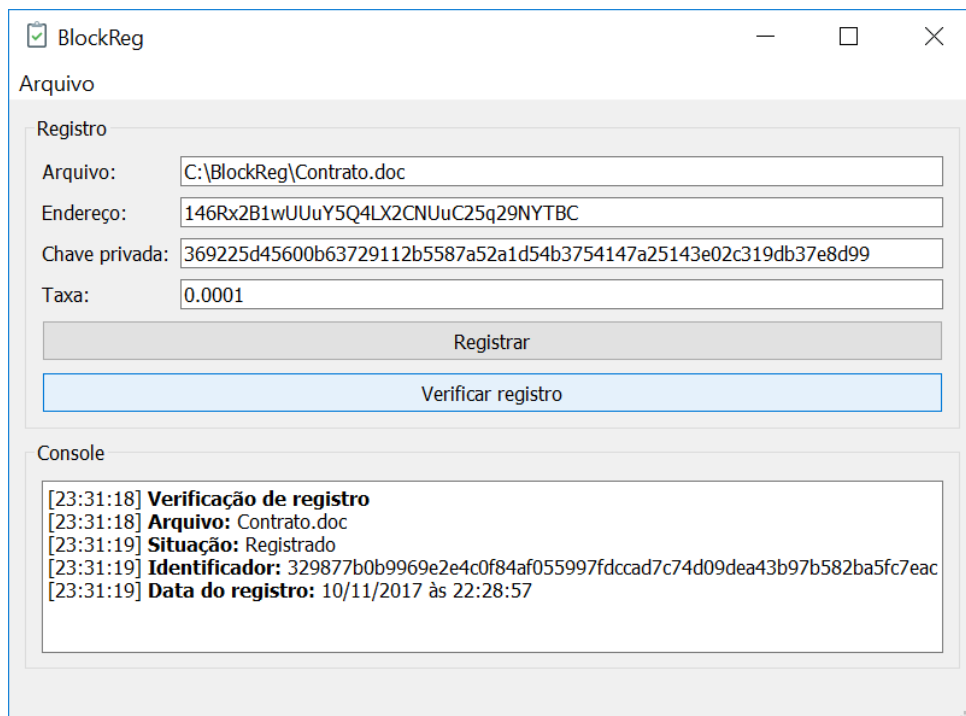 BlockReg
Arquivo
Registro
Arquivo: C:\BlockReg\Contrato.doc
Endereço: 146Rx2B1wUUuY5Q4LX2CNUuC25q29NYTBC
Chave privada: 369225d45600b63729112b5587a52a1d54b3754147a25143e02c319db37e8d99
Taxa: 0.0001
Registrar
Verificar registro
Console
[23:31:18] Verificação de registro
[23:31:18] Arquivo: Contrato.doc
[23:31:19] Situação: Registrado
[23:31:19] Identificador: 329877b0b9969e2e4c0f84af055997fdccad7c74d09dea43b97b582ba5fc7eac
[23:31:19] Data do registro: 10/11/2017 às 22:28:57